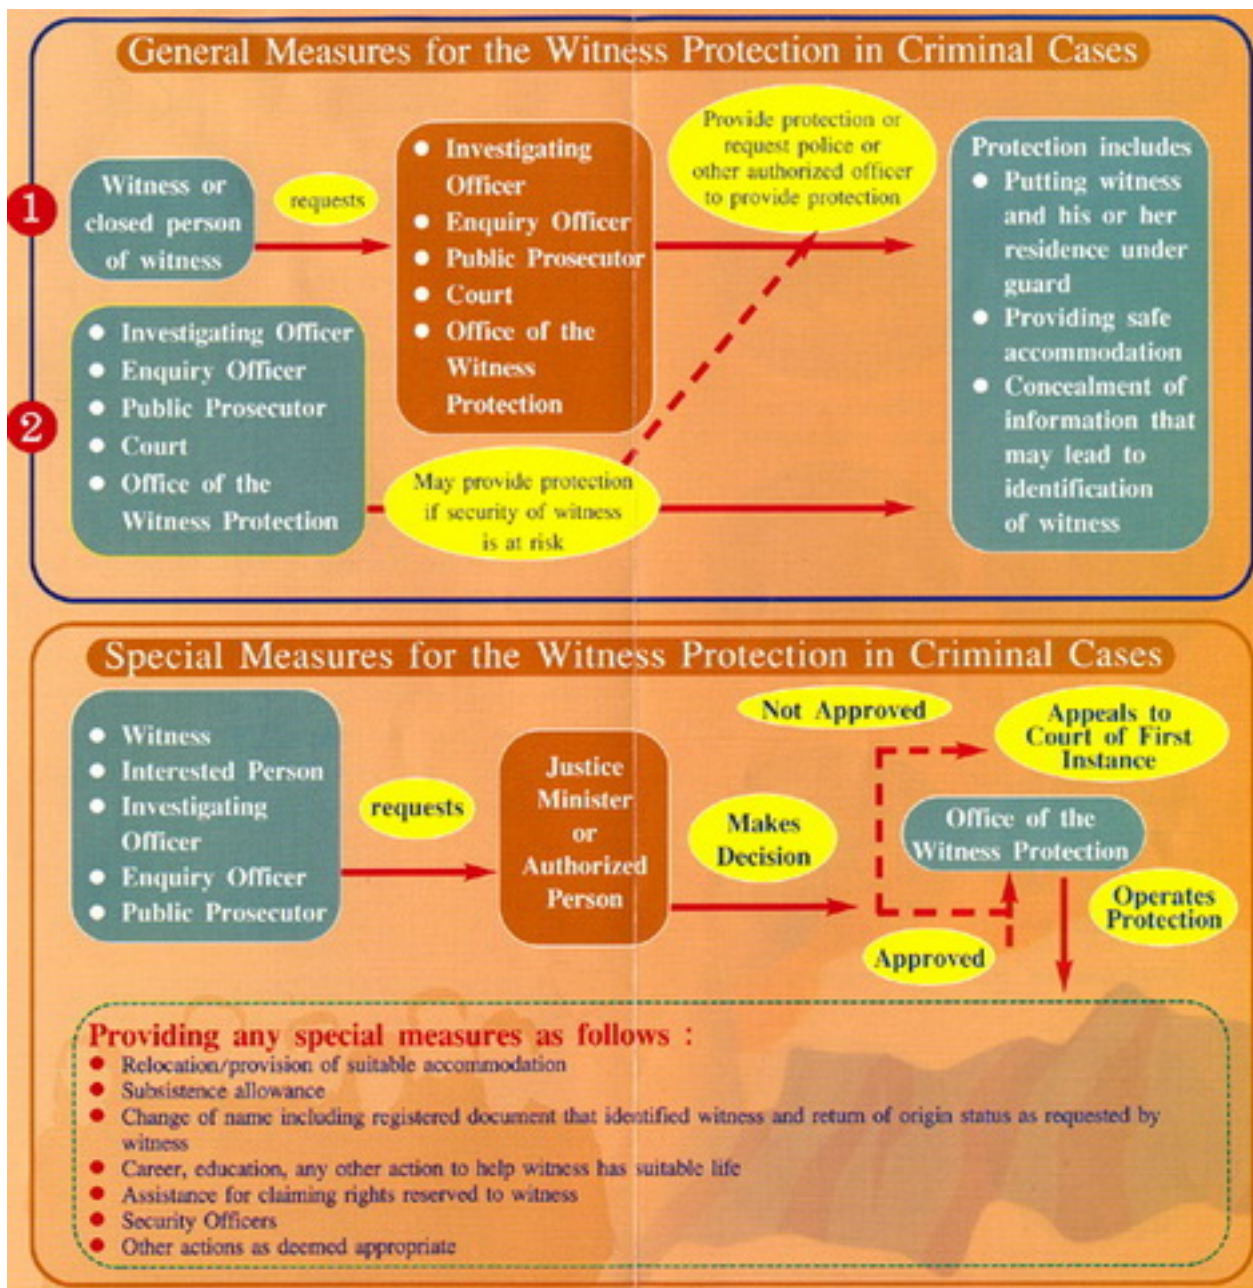 General Measures for the Witness Protection in Criminal Cases
1
Witness or
closed person
of witness
requests
● Investigating
Officer
● Enquiry Officer
● Public Prosecutor
● Court
● Office of the
Witness
Protection
Provide protection or
request police or
other authorized officer
to provide protection
Protection includes
● Putting witness
and his or her
residence under
guard
● Providing safe
accommodation
● Concealment of
information that
may lead to
identification
of witness
2
● Investigating Officer
● Enquiry Officer
● Public Prosecutor
● Court
● Office of the
Witness Protection
May provide protection
if security of witness
is at risk
Special Measures for the Witness Protection in Criminal Cases
● Witness
● Interested Person
● Investigating
Officer
● Enquiry Officer
● Public Prosecutor
requests
Justice
Minister
or
Authorized
Person
Makes
Decision
Not Approved
Appeals to
Court of First
Instance
Office of the
Witness Protection
Approved
Operates
Protection
Providing any special measures as follows :
● Relocation/provision of suitable accommodation
● Subsistence allowance
● Change of name including registered document that identified witness and return of origin status as requested by
witness
● Career, education, any other action to help witness has suitable life
● Assistance for claiming rights reserved to witness
● Security Officers
● Other actions as deemed appropriate